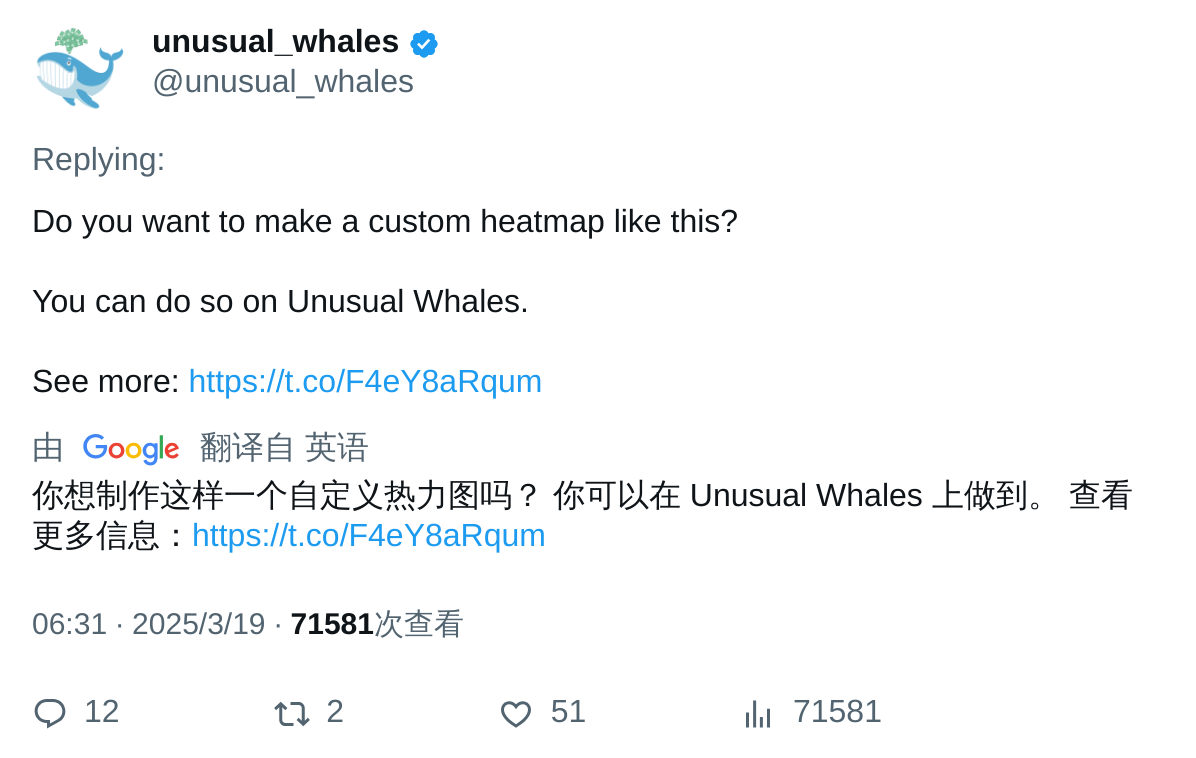 unusual_whales
@unusual_whales
Replying:
Do you want to make a custom heatmap like this?
You can do so on Unusual Whales.
See more: https://t.co/F4eY8aRqum
由 Google 翻译自 英语
你想制作这样一个自定义热力图吗？ 你可以在 Unusual Whales 上做到。 查看
更多信息：https://t.co/F4eY8aRqum
06:31 · 2025/3/19 · 71581次查看
12 2 51 71581